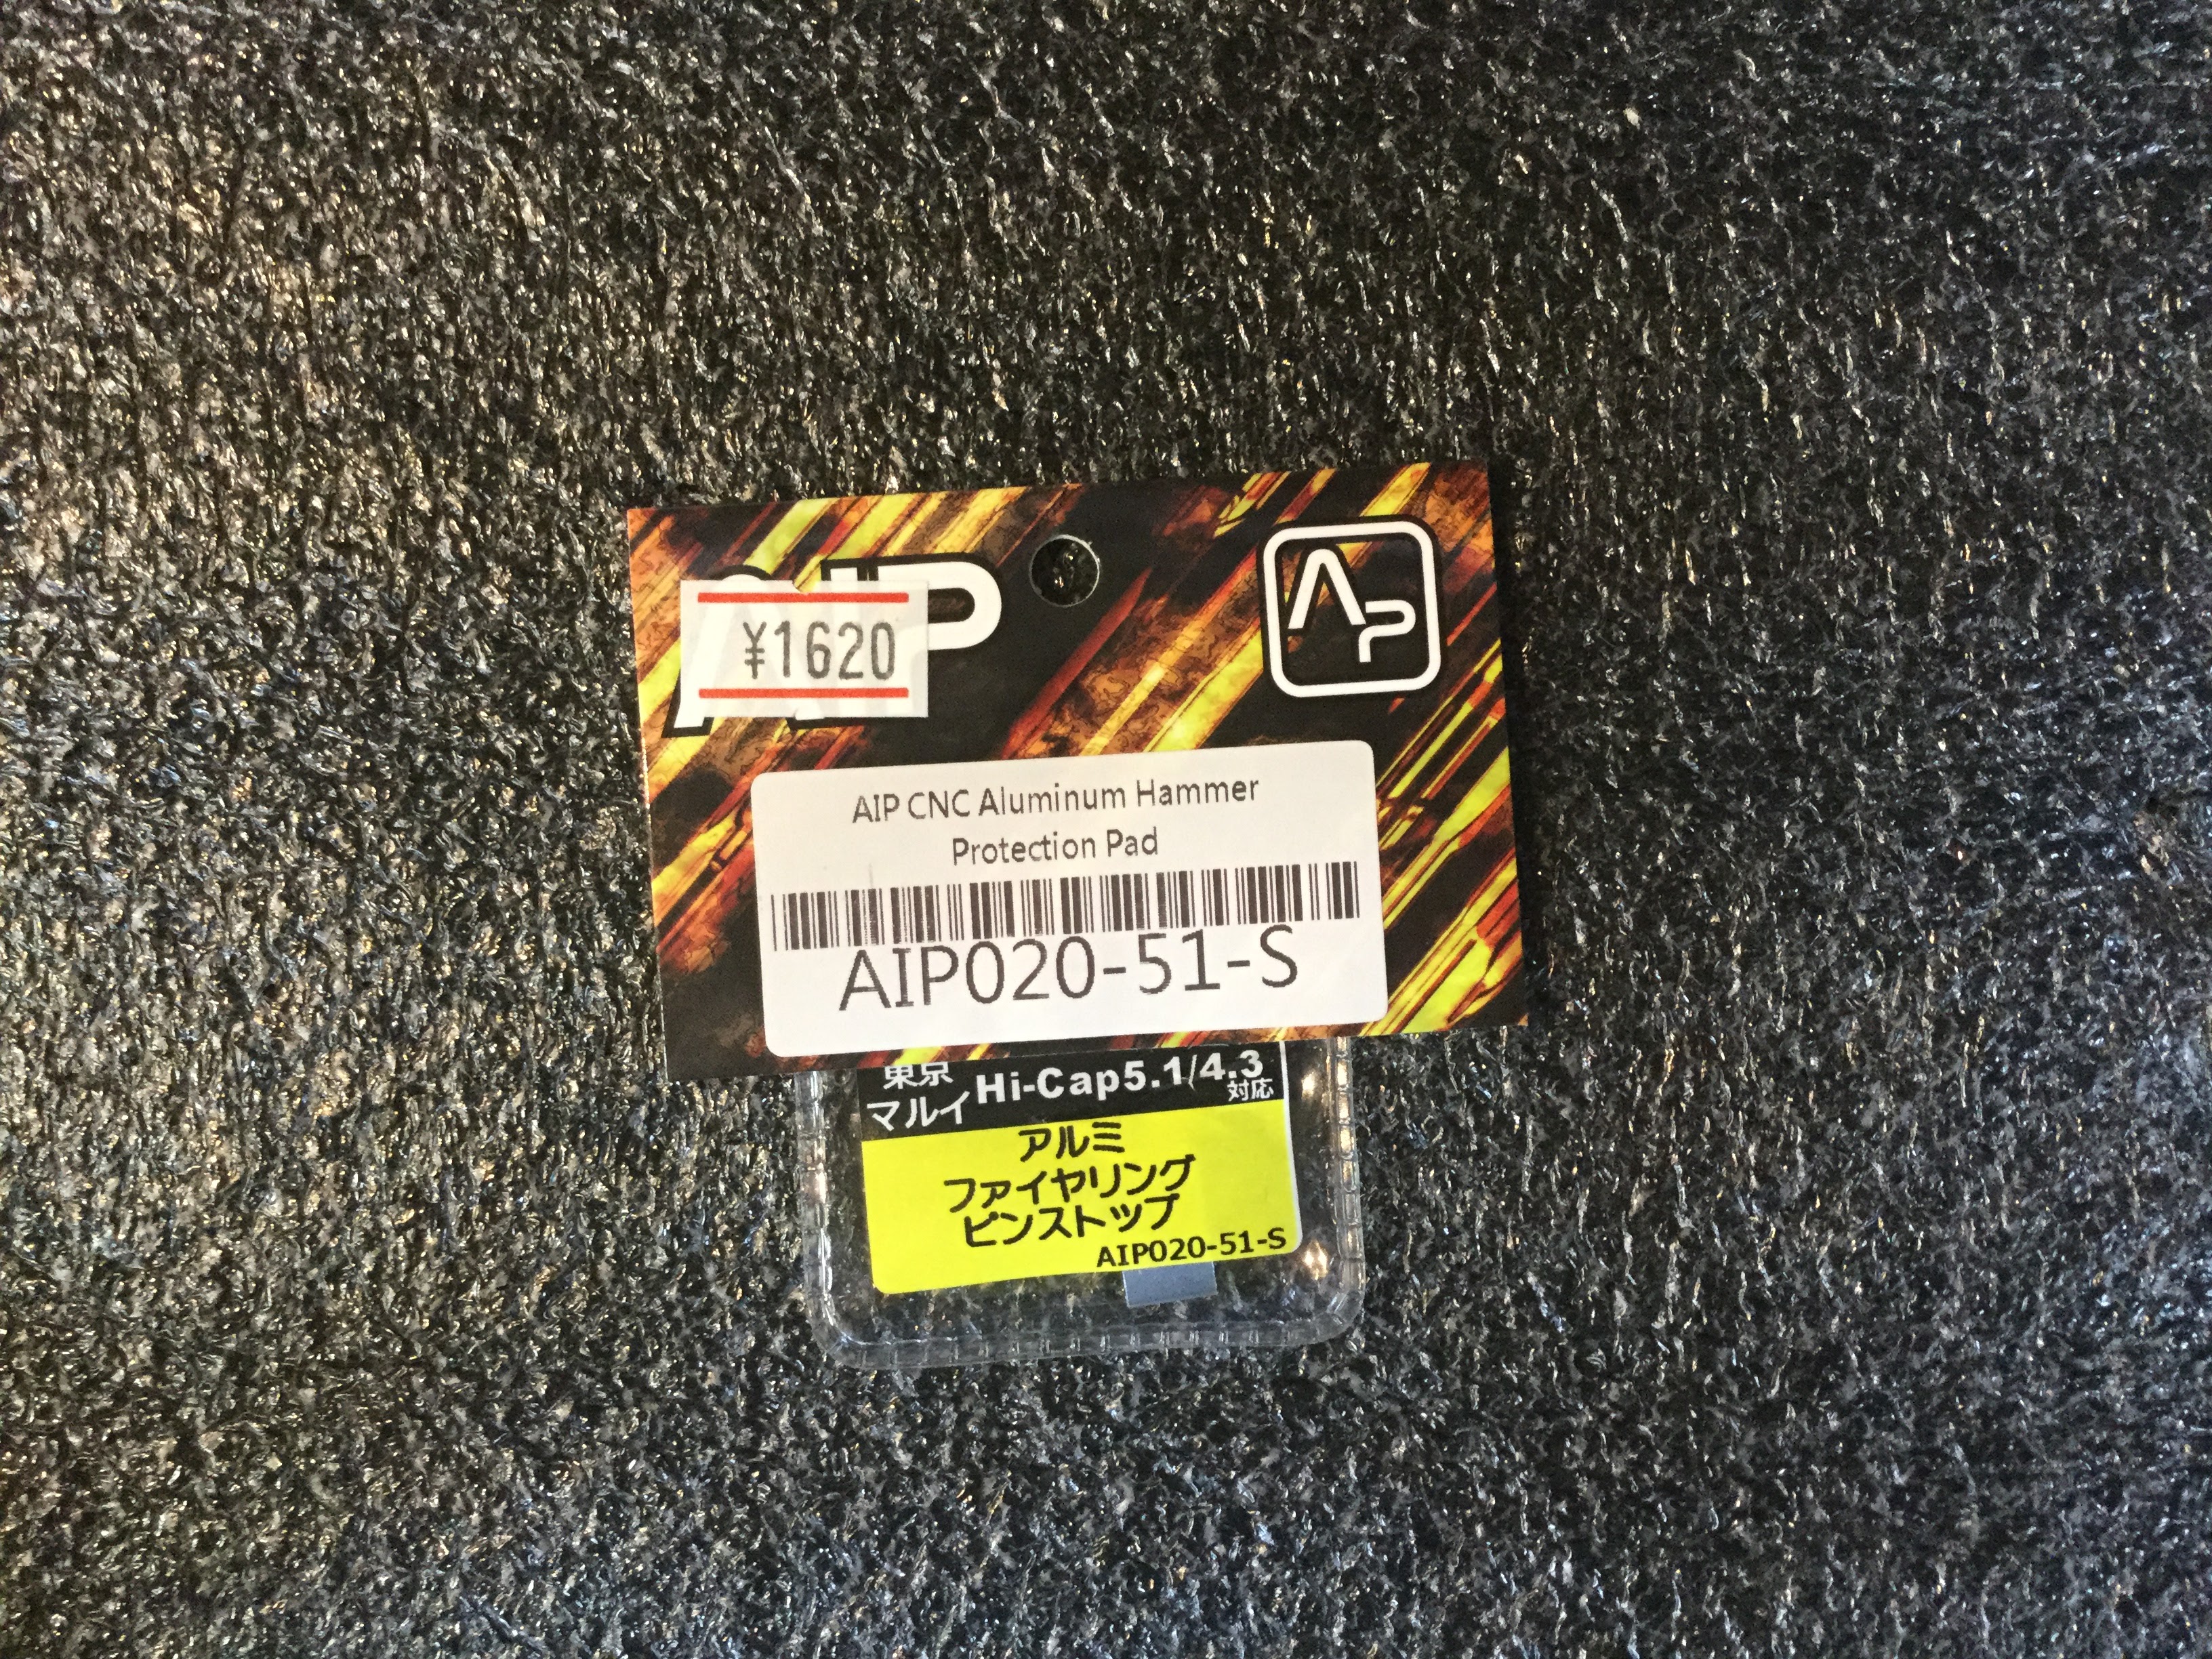 AIP
AP
¥1620
AIP CNC Aluminum Hammer
Protection Pad
AIP020-51-S
東京
マルイ Hi-Cap5.1/4.3
対応
アルミ
ファイヤリング
ピンストップ
AIP020-51-S